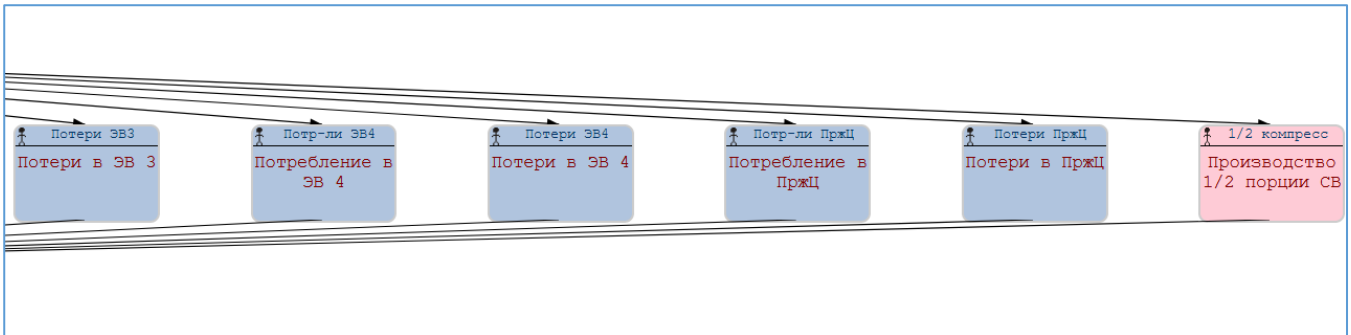 Потери ЭВ3
Потери в ЭВ 3
Потр-ли ЭВ4
Потребление в
ЭВ 4
Потери ЭВ4
Потери в ЭВ 4
Потр-ли ПржЦ
Потребление в
ПржЦ
Потери ПржЦ
Потери в ПржЦ
1/2 компресс
Производство
1/2 порции СВ